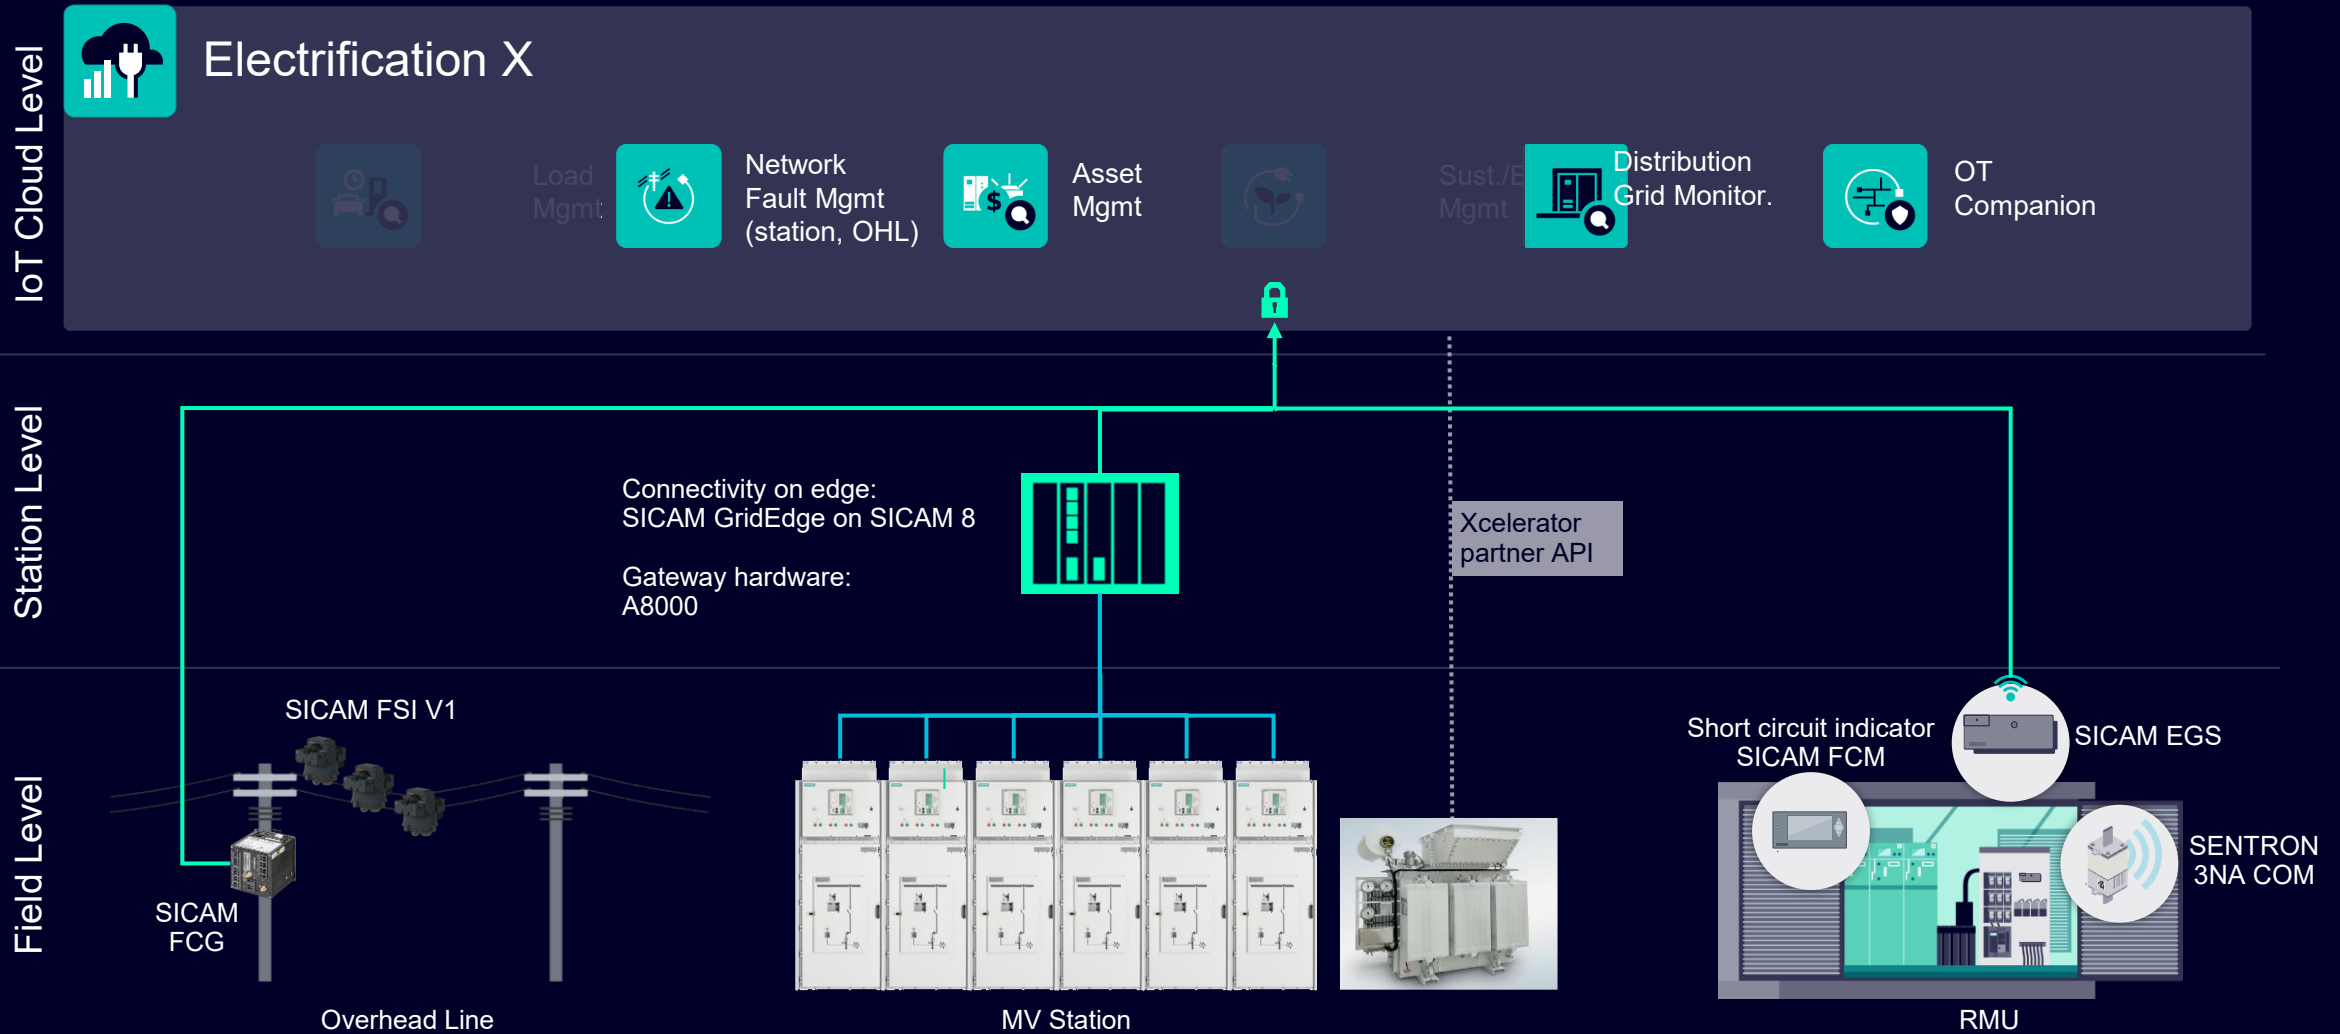 IoT Cloud Level
Electrification X
Load
Mgmt
Network
Fault Mgmt
(station, OHL)
Asset
Mgmt
Sust./E
Mgmt
Distribution
Grid Monitor.
OT
Companion
Station Level
Connectivity on edge:
SICAM GridEdge on SICAM 8
Gateway hardware:
A8000
Xcelerator
partner API
Field Level
SICAM FSI V1
SICAM
FCG
Overhead Line
MV Station
Short circuit indicator
SICAM FCM
SICAM EGS
SENTRON
3NA COM
RMU